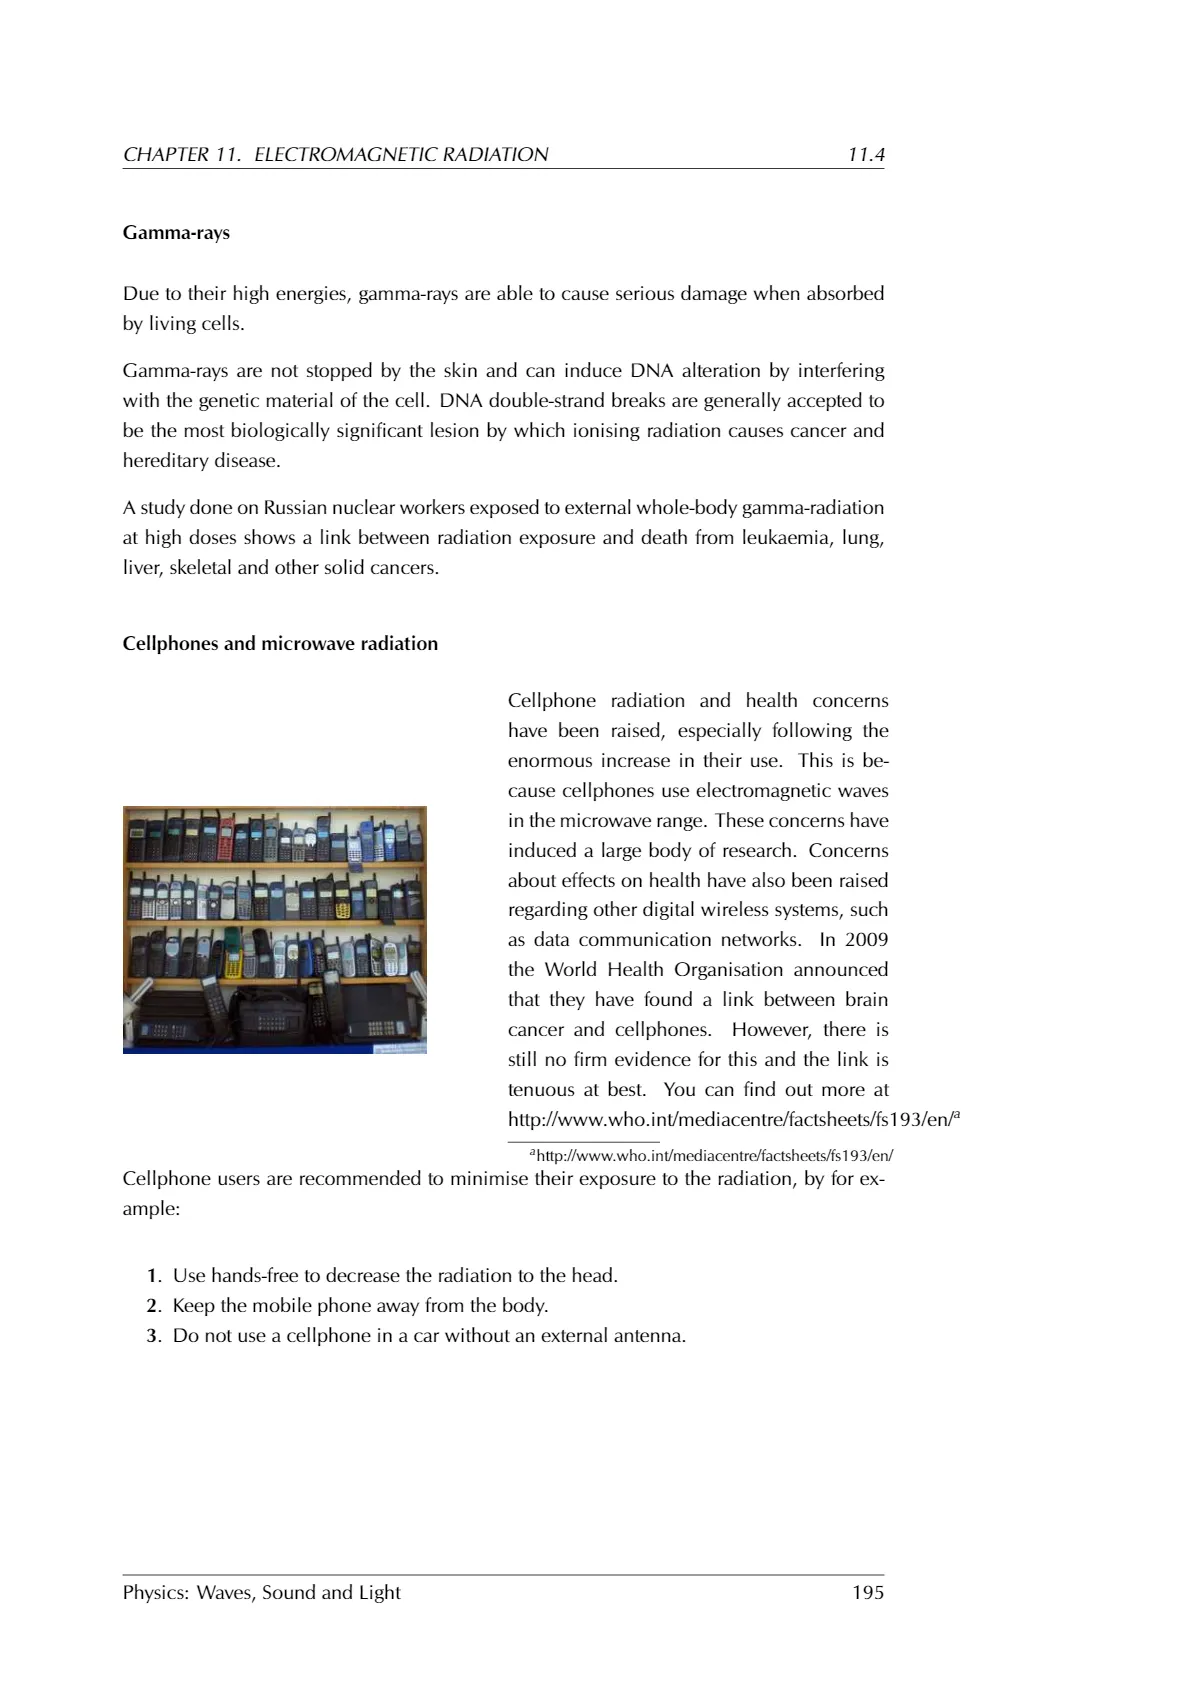 CHAPTER 11. ELECTROMAGNETIC RADIATION 11.4
Gamma-rays
Due to their high energies, gamma-rays are able to cause serious damage when absorbed
by living cells.
Gamma-rays are not stopped by the skin and can induce DNA alteration by interfering
with the genetic material of the cell. DNA double-strand breaks are generally accepted to
be the most biologically significant lesion by which ionising radiation causes cancer and
hereditary disease.
A study done on Russian nuclear workers exposed to external whole-body gamma-radiation
at high doses shows a link between radiation exposure and death from leukaemia, lung,
liver, skeletal and other solid cancers.
Cellphones and microwave radiation
Cellphone radiation and health concerns
have been raised, especially following the
enormous increase in their use. This is be-
cause cellphones use electromagnetic waves
in the microwave range. These concerns have
induced a large body of research. Concerns
about effects on health have also been raised
regarding other digital wireless systems, such
as data communication networks. In 2009
the World Health Organisation announced
that they have found a link between brain
cancer and cellphones. However, there is
still no firm evidence for this and the link is
tenuous at best. You can find out more at
http://www.who.int/mediacentre/factsheets/fs193/en/a
a http://www.who.int/mediacentre/factsheets/fs193/en/
Cellphone users are recommended to minimise their exposure to the radiation, by for ex-
ample:
1. Use hands-free to decrease the radiation to the head.
2. Keep the mobile phone away from the body.
3. Do not use a cellphone in a car without an external antenna.
Physics: Waves, Sound and Light 195